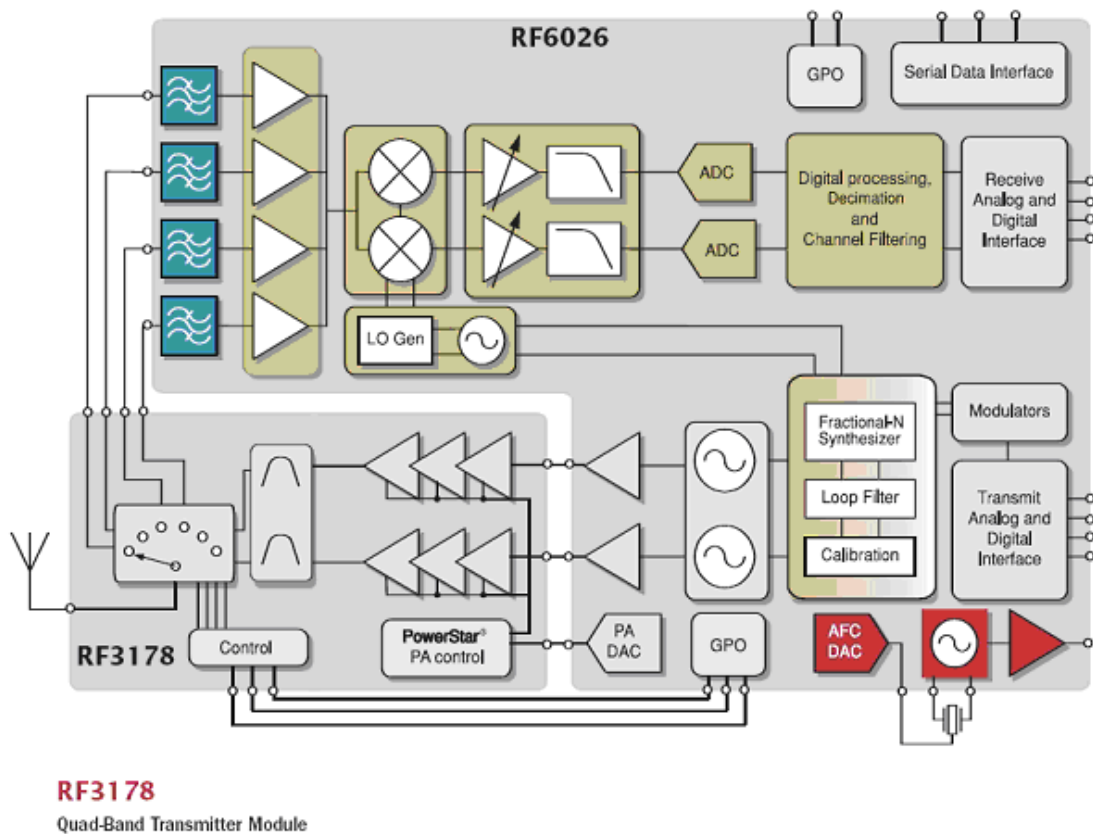 RF6026
GPO
Serial Data Interface
ADC
ADC
Digital processing,
Decimation
and
Channel Filtering
Receive
Analog and
Digital
Interface
LO Gen
Fractional-N
Synthesizer
Loop Filter
Calibration
Modulators
Transmit
Analog and
Digital
Interface
RF3178
Control
PowerStar®
PA control
PA
DAC
GPO
AFC
DAC
RF3178
Quad-Band Transmitter Module